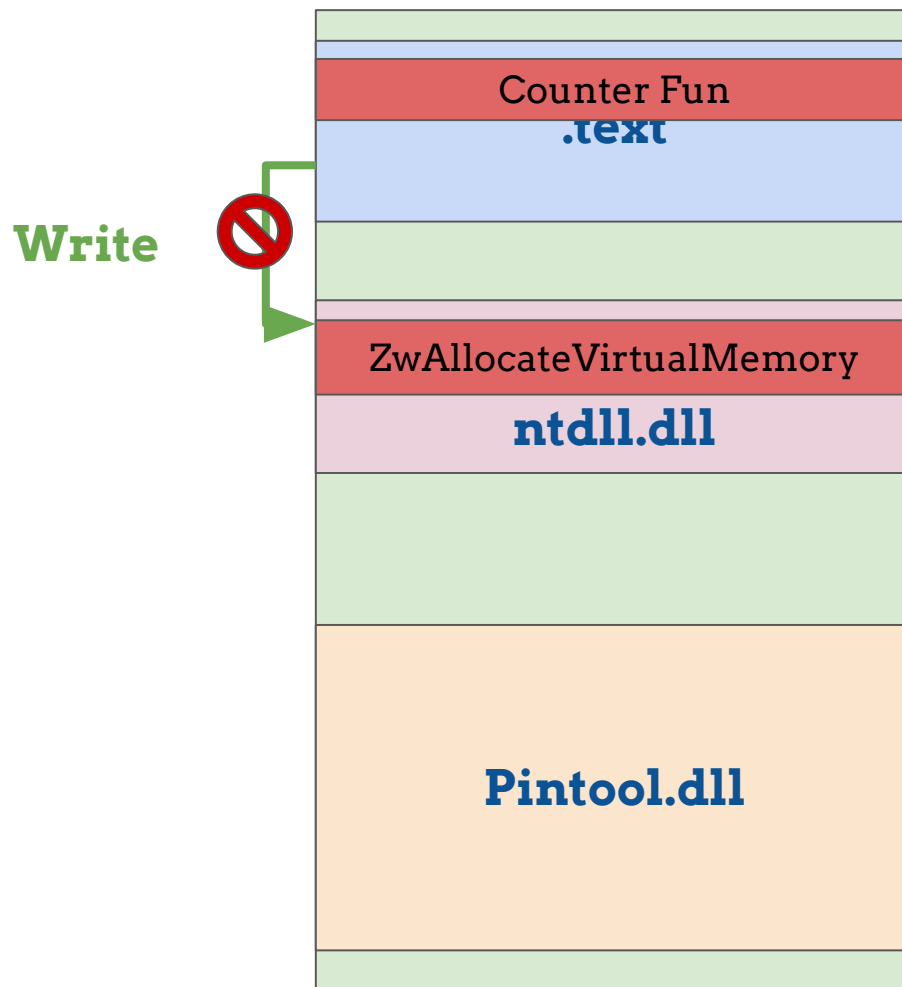 Counter Fun
.text
Write
ZwAllocateVirtualMemory
ntdll.dll
Pintool.dll